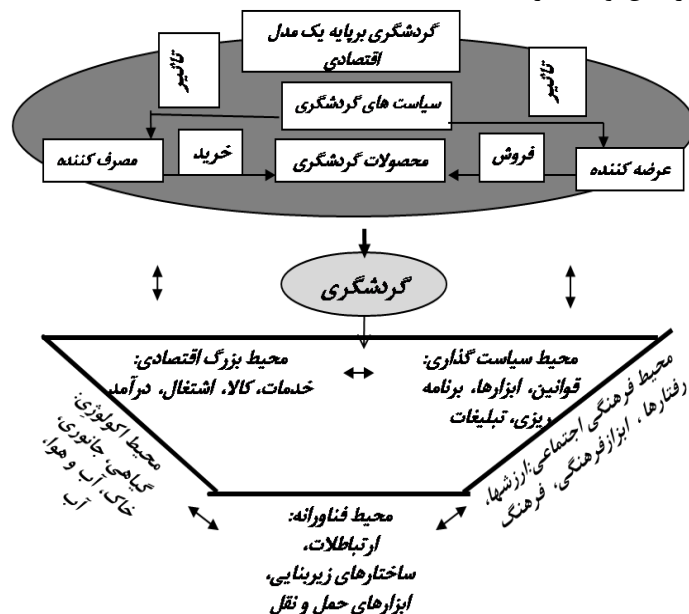 گردشگری برپایه یک مدل
اقتصادی
تاثیر
تاثیر
سیاست های گردشگری
عرضه کننده
فروش
محصولات گردشگری
خرید
مصرف کننده
گردشگری
محیط سیاست گذاری:
قوانین، ابزارها، برنامه
ریزی، تبلیغات
محیط بزرگ اقتصادی:
خدمات، کالا، اشتغال، درآمد
محیط فرهنگی اجتماعی:ارزشها،
رفتارها ، ابزازفرهنگی، فرهنگ
محیط اکولوژی:
گیاهی، جانوری،
خاک، آب و هوا،
آب
محیط فناورانه:
ارتباطلات،
ساختارهای زیربنایی،
ابزارهای حمل و نقل